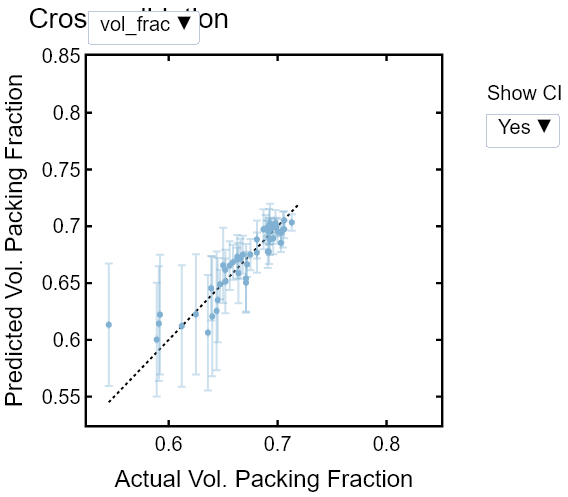 Cross-validation
vol_frac ▼
Show CI
Yes ▼
Predicted Vol. Packing Fraction
0.85
0.8
0.75
0.7
0.65
0.6
0.55
0.6 0.7 0.8
Actual Vol. Packing Fraction